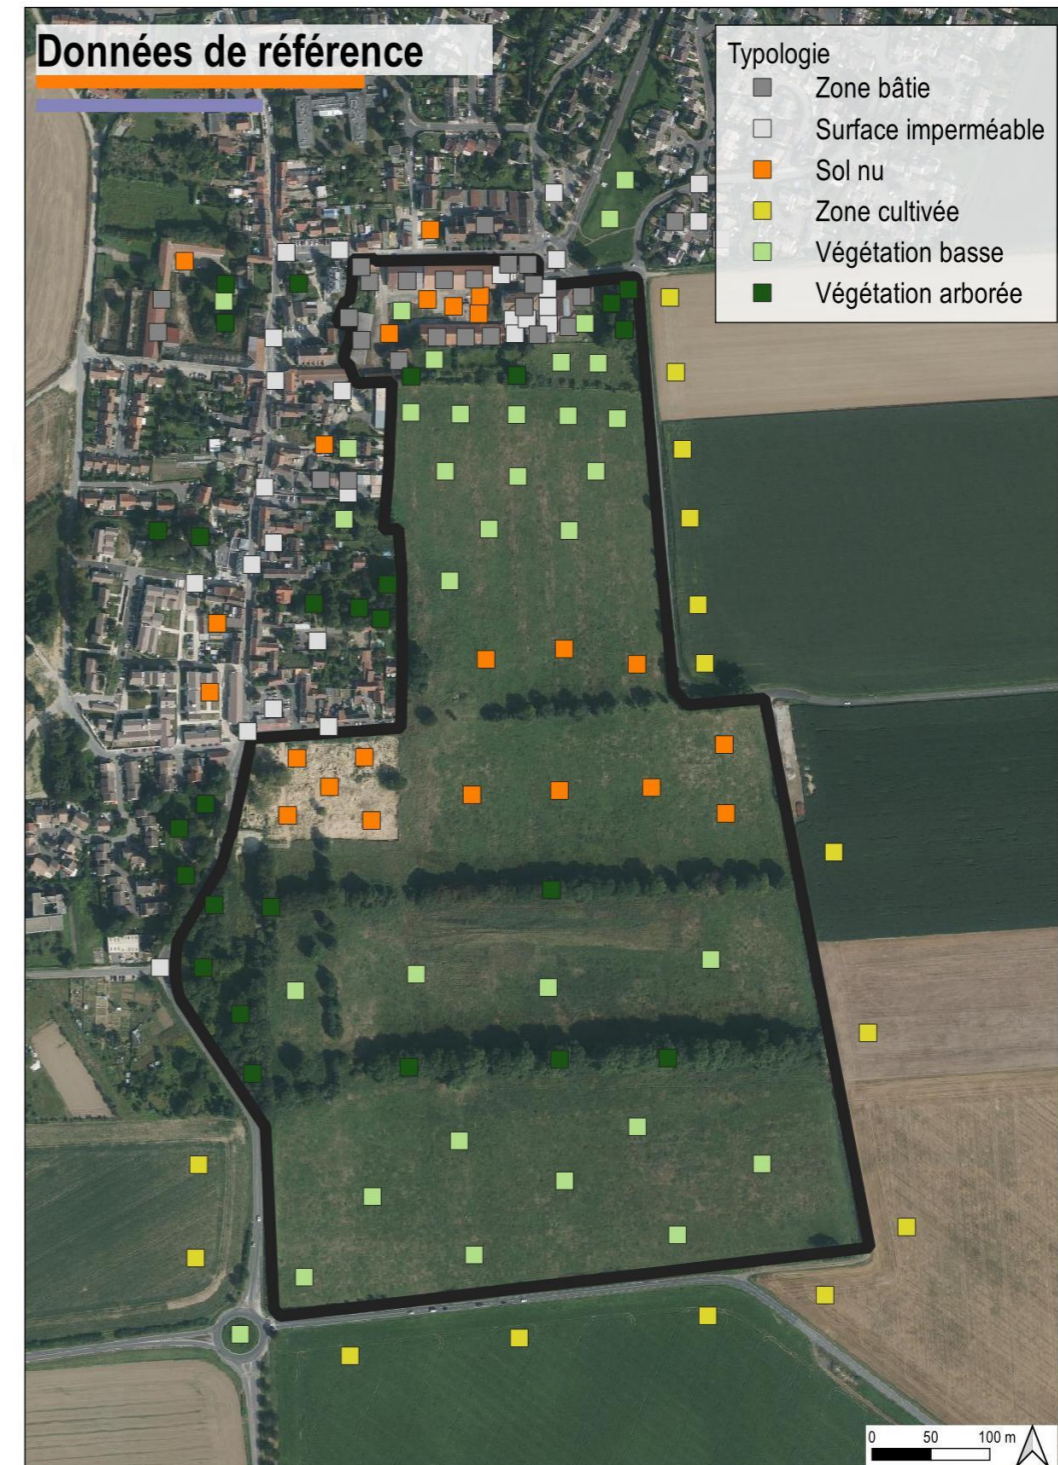 Données de référence
Typologie
Zone bâtie
Surface imperméable
Sol nu
Zone cultivée
Végétation basse
Végétation arborée
0 50 100 m